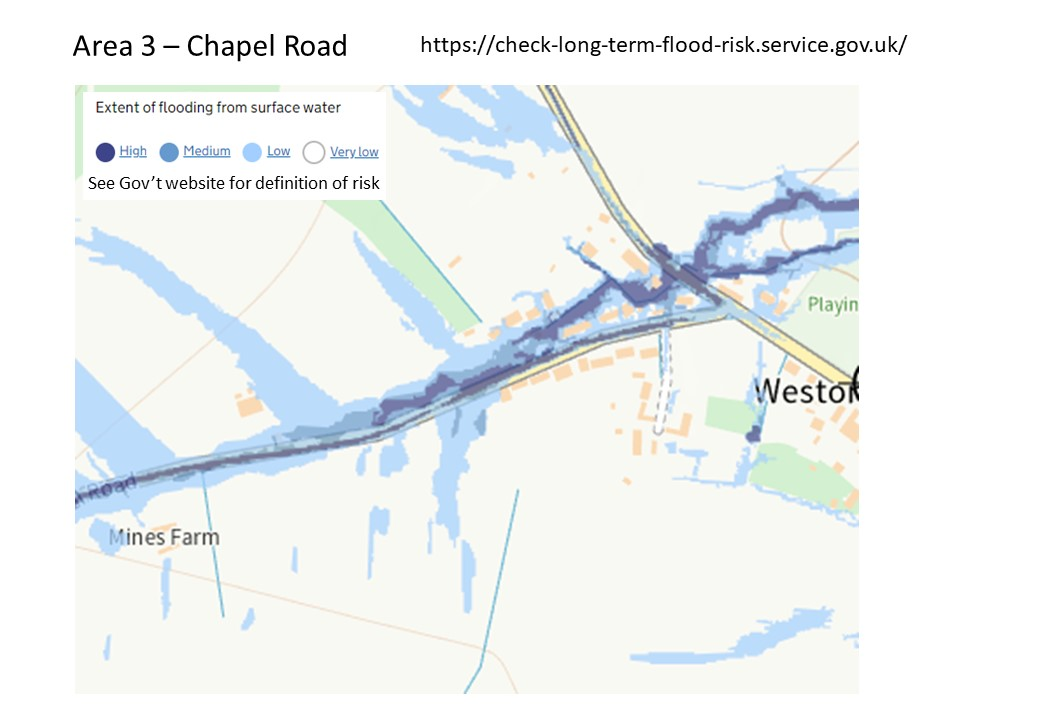 Area 3 – Chapel Road
https://check-long-term-flood-risk.service.gov.uk/
Extent of flooding from surface water
High Medium Low Very low
See Gov't website for definition of risk
Playin
Westo
Road
Mines Farm